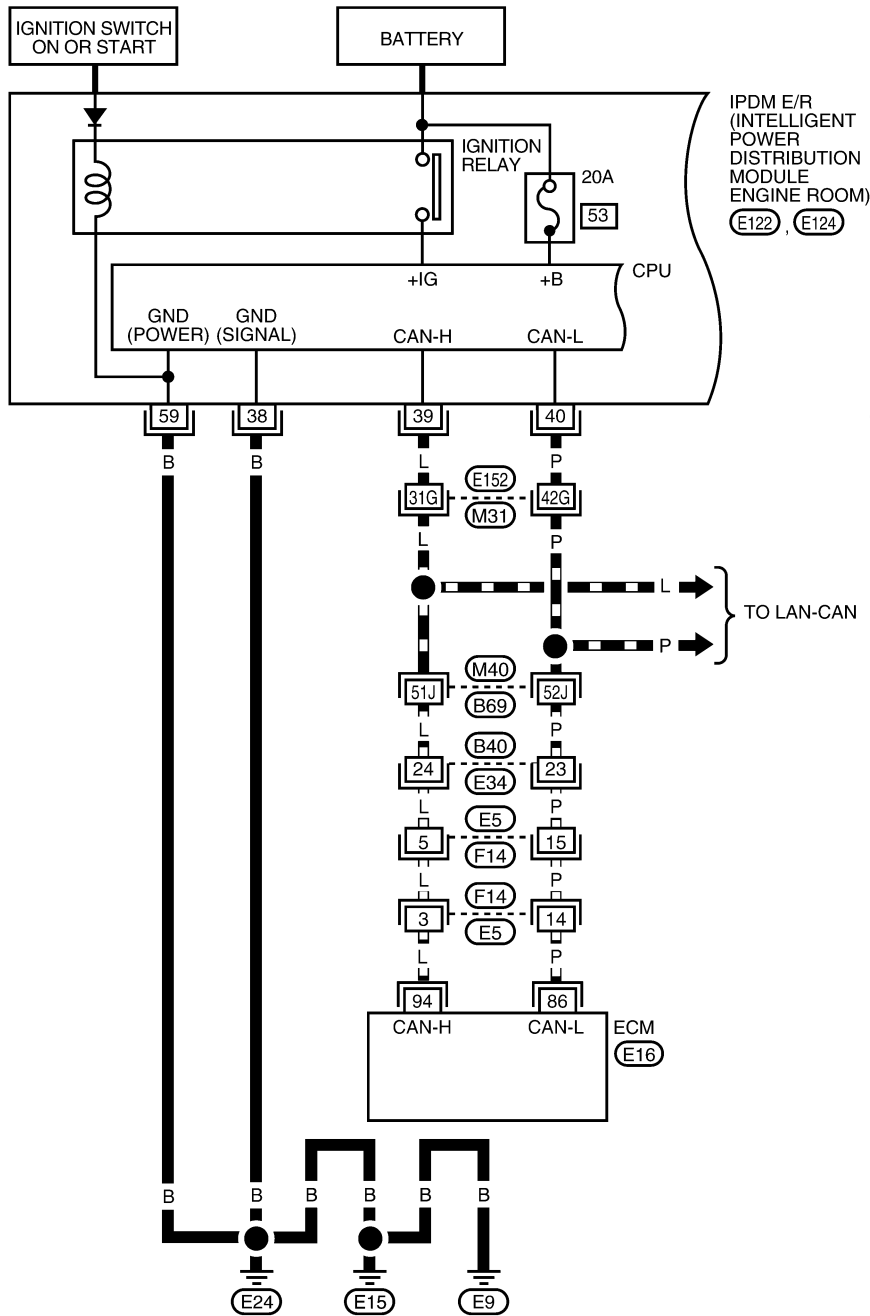 IGNITION SWITCH
ON OR START
BATTERY
IPDM E/R
(INTELLIGENT
POWER
DISTRIBUTION
MODULE
ENGINE ROOM)
E122 , E124
IGNITION
RELAY
20A
53
CPU
+IG
+B
GND
(POWER)
GND
(SIGNAL)
CAN-H
CAN-L
59
38
39
40
B
B
L
P
31G
E152
M31
42G
L
P
L
P
TO LAN-CAN
51J
M40
B69
52J
L
P
24
B40
E34
23
L
P
5
E5
F14
15
L
P
3
F14
E5
14
L
P
94
86
CAN-H
CAN-L
ECM
E16
B
B
B
B
B
B
E24
E15
E9